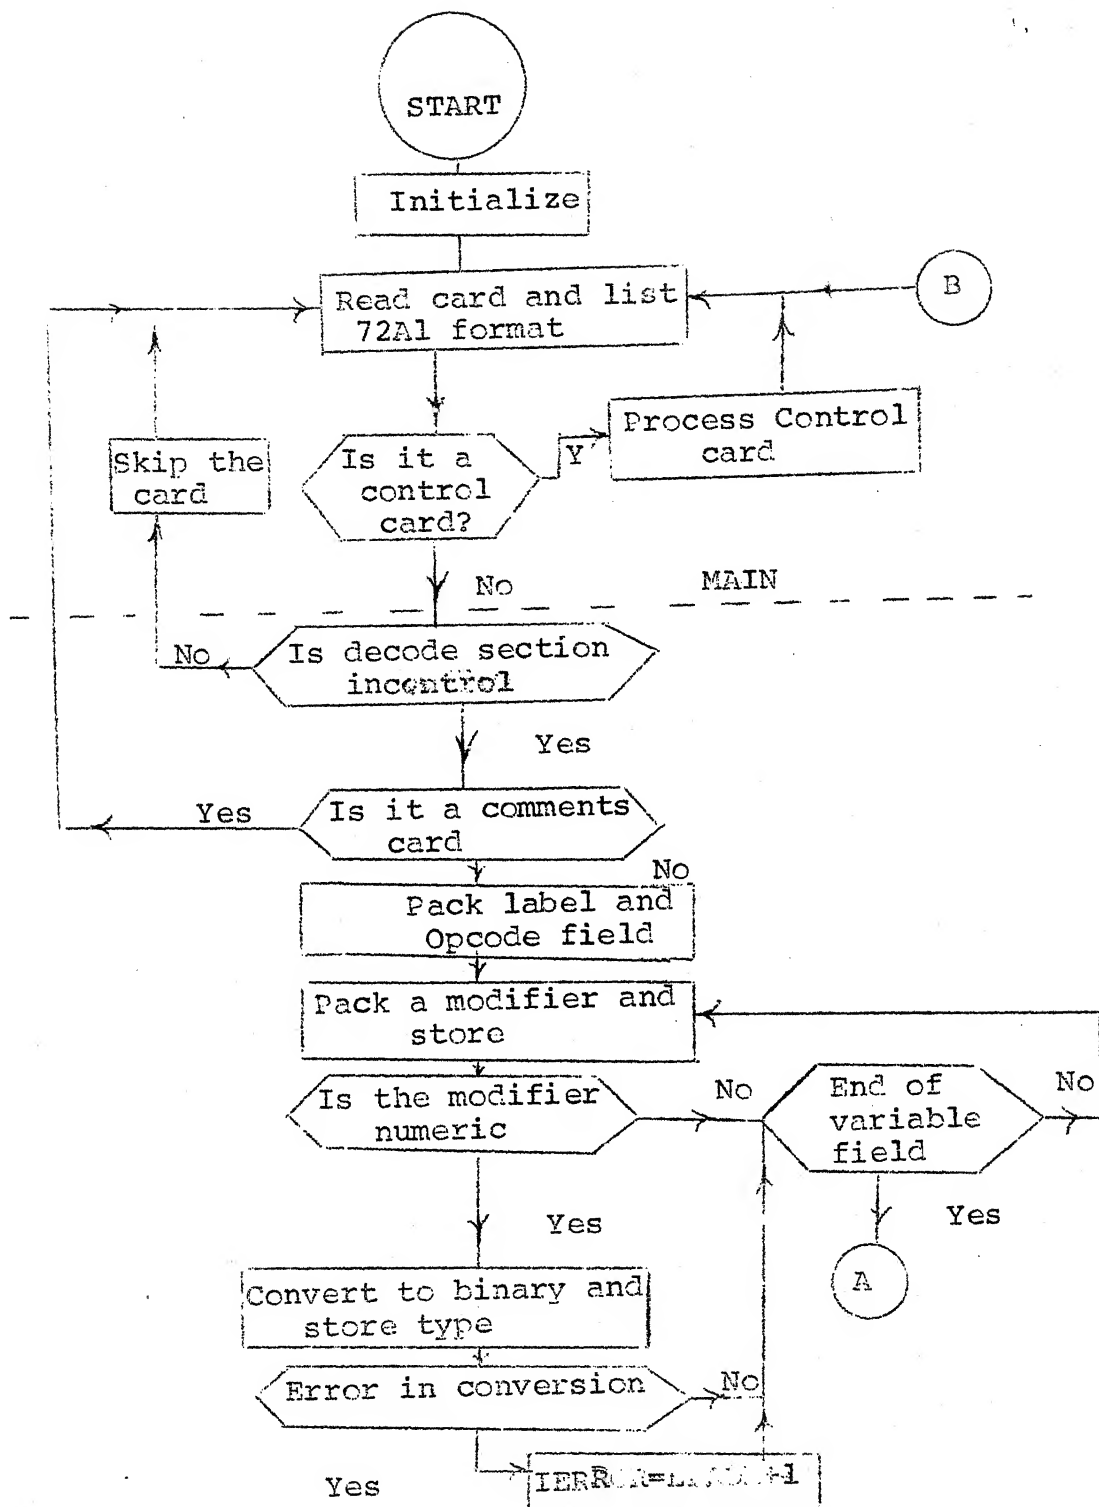 START
Initialize
Read card and list
72A1 format
B
Process Control
card
Y
Is it a
control
card?
Skip the
card
No
MAIN
No
Is decode section
incontrol
Yes
Yes
Is it a comments
card
No
Pack label and
Opcode field
Pack a modifier and
store
Is the modifier
numeric
No
End of
variable
field
No
Yes
Yes
A
Convert to binary and
store type
Error in conversion
No
Yes